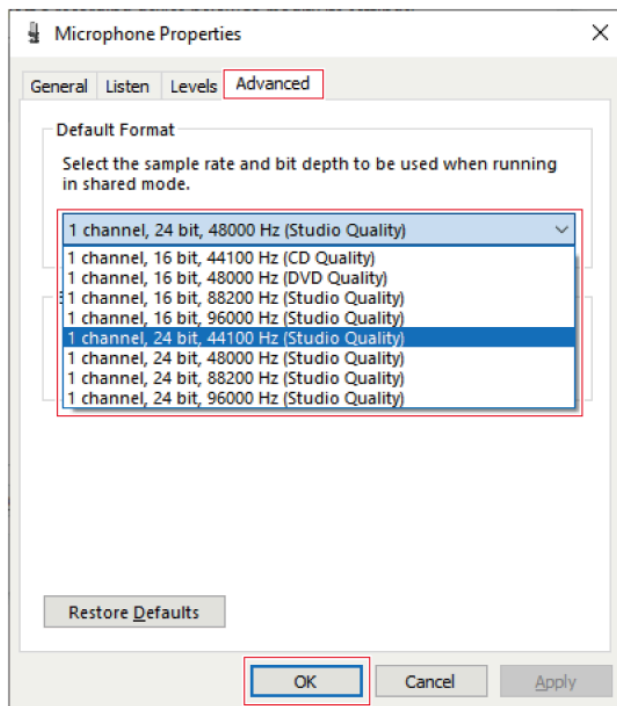 Microphone Properties
General Listen Levels Advanced
Default Format
Select the sample rate and bit depth to be used when running
in shared mode.
1 channel, 24 bit, 48000 Hz (Studio Quality)
1 channel, 16 bit, 44100 Hz (CD Quality)
1 channel, 16 bit, 48000 Hz (DVD Quality)
1 channel, 16 bit, 88200 Hz (Studio Quality)
1 channel, 16 bit, 96000 Hz (Studio Quality)
1 channel, 24 bit, 44100 Hz (Studio Quality)
1 channel, 24 bit, 48000 Hz (Studio Quality)
1 channel, 24 bit, 88200 Hz (Studio Quality)
1 channel, 24 bit, 96000 Hz (Studio Quality)
Restore Defaults
OK Cancel Apply